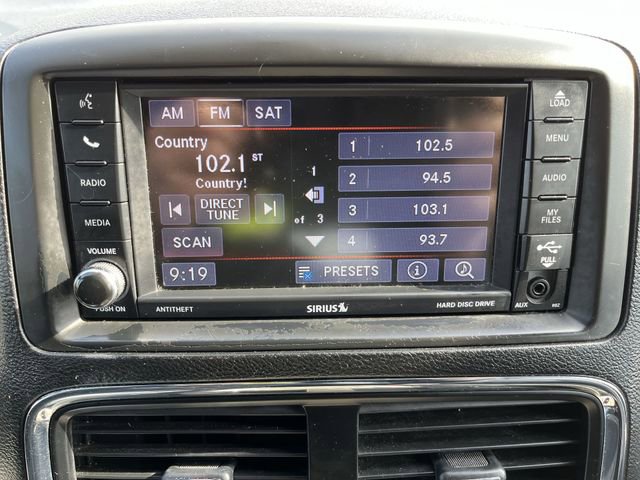 AM FM SAT
Country
102.1 ST
Country!
DIRECT
TUNE
SCAN
9:19
1
of 3
1 102.5
2 94.5
3 103.1
4 93.7
PRESETS
RADIO
MEDIA
VOLUME
PUSH ON
LOAD
MENU
AUDIO
MY
FILES
PULL
AUX
ANTITHEFT
SIRIUS
HARD DISC DRIVE